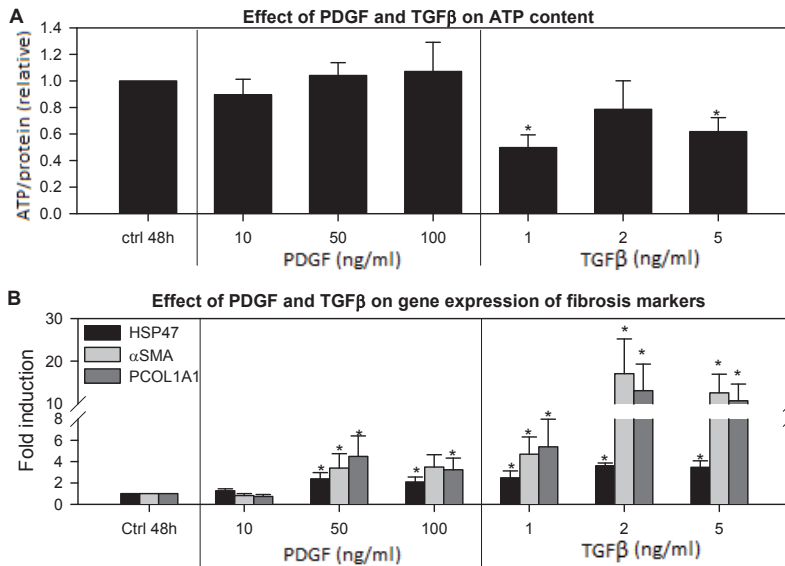 A
Effect of PDGF and TGFβ on ATP content
ATP/protein (relative)
1.4
1.2
1.0
0.8
0.6
0.4
0.2
0.0
* *
ctrl 48h 10 50 100 1 2 5
PDGF (ng/ml) TGFβ (ng/ml)
B
Effect of PDGF and TGFβ on gene expression of fibrosis markers
Fold induction
30
20
10
8
6
4
2
0
HSP47
αSMA
PCOL1A1
* * * * * * * * * * * * * *
Ctrl 48h 10 50 100 1 2 5
PDGF (ng/ml) TGFβ (ng/ml)